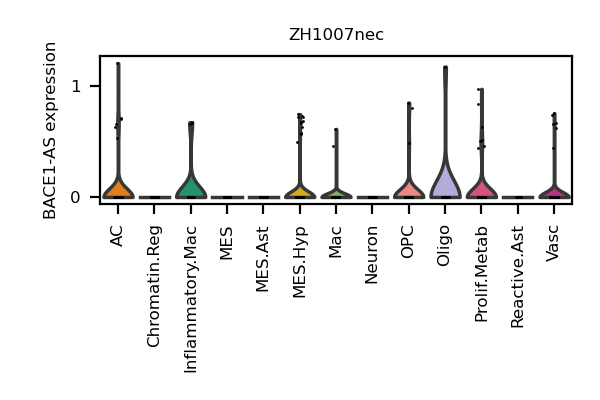 ZH1007nec
BACE1-AS expression
1
0
AC
Chromatin.Reg
Inflammatory.Mac
MES
MES.Ast
MES.Hyp
Mac
Neuron
OPC
Oligo
Prolif.Metab
Reactive.Ast
Vasc